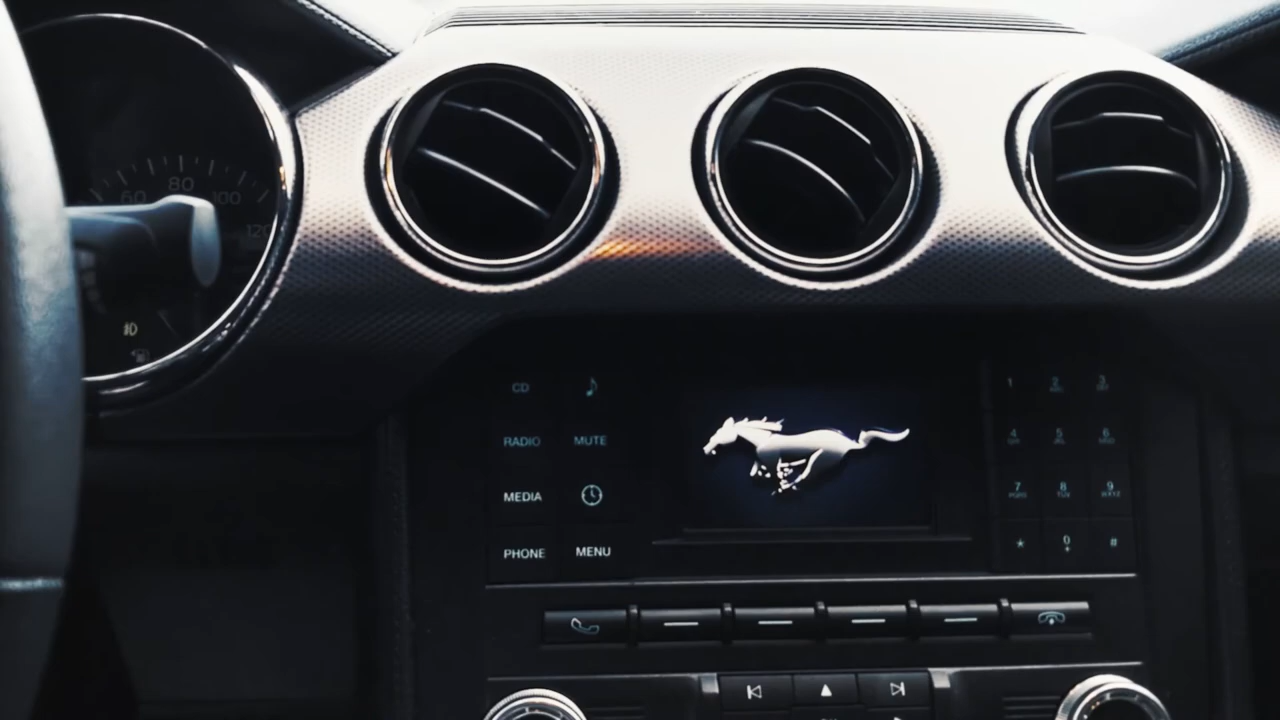 60 80 100 120
CD
RADIO MUTE
MEDIA
PHONE MENU
1 2 3
4 5 6
7 8 9
* 0 #